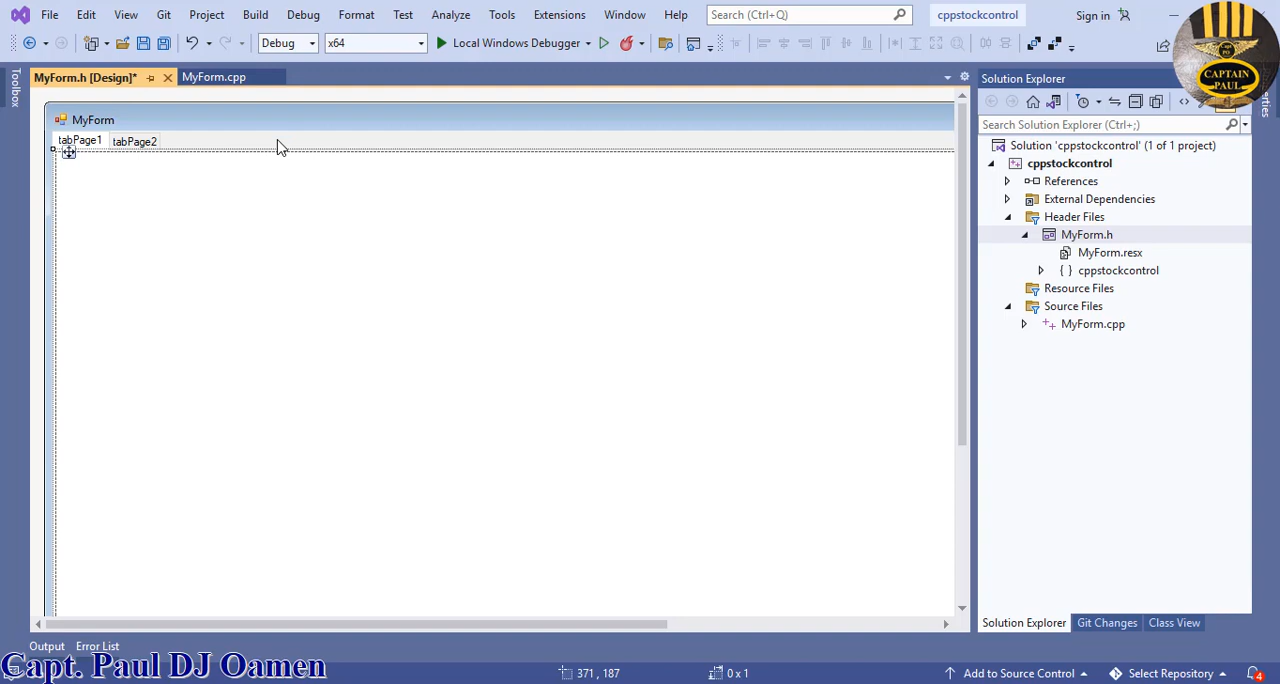 File Edit View Git Project Build Debug Format Test Analyze Tools Extensions Window Help Search (Ctrl+Q) cppstockcontrol Sign in
Debug x64 Local Windows Debugger
CAPTAIN
PAUL
Toolbox
MyForm.h [Design]* MyForm.cpp
MyForm
tabPage1 tabPage2
Solution Explorer
Search Solution Explorer (Ctrl+;)
Solution 'cppstockcontrol' (1 of 1 project)
cppstockcontrol
References
External Dependencies
Header Files
MyForm.h
MyForm.resx
{ } cppstockcontrol
Resource Files
Source Files
MyForm.cpp
Solution Explorer Git Changes Class View
Output Error List
Capt. Paul DJ Oamen
371 , 187 0 x 1 Add to Source Control Select Repository 4